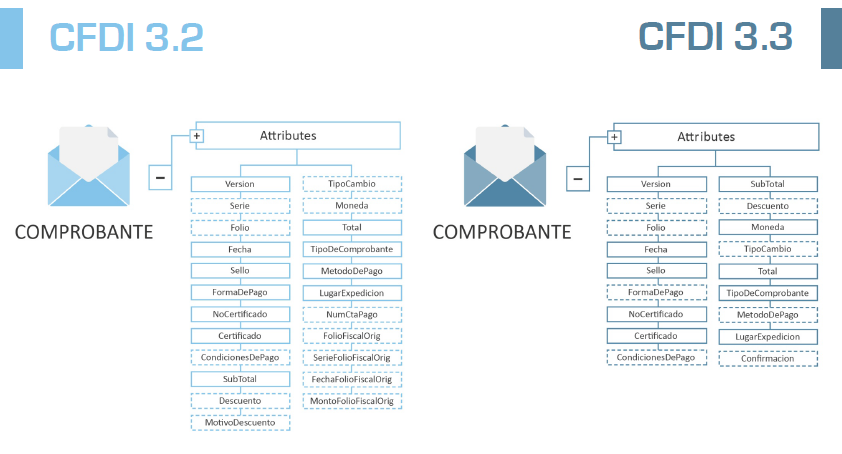 CFDI 3.2
CFDI 3.3
COMPROBANTE
+
−
Attributes
Version
Serie
Folio
Fecha
Sello
FormaDePago
NoCertificado
Certificado
CondicionesDePago
SubTotal
Descuento
MotivoDescuento
TipoCambio
Moneda
Total
TipoDeComprobante
MetodoDePago
LugarExpedicion
NumCtaPago
FolioFiscalOrig
SerieFolioFiscalOrig
FechaFolioFiscalOrig
MontoFolioFiscalOrig
COMPROBANTE
+
−
Attributes
Version
Serie
Folio
Fecha
Sello
FormaDePago
NoCertificado
Certificado
CondicionesDePago
SubTotal
Descuento
Moneda
TipoCambio
Total
TipoDeComprobante
MetodoDePago
LugarExpedicion
Confirmacion